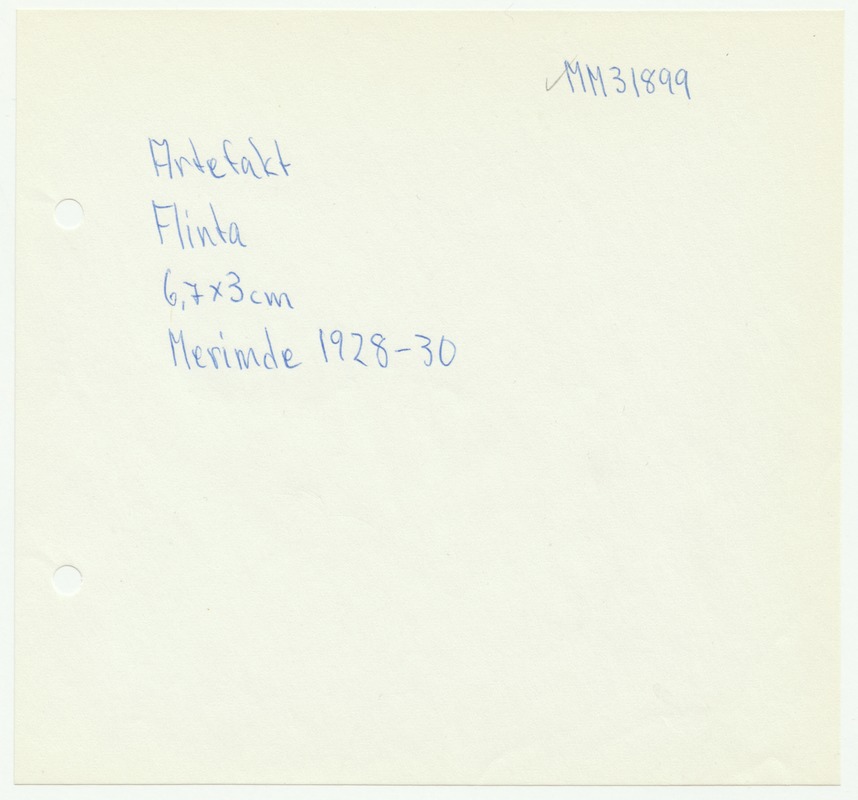 MM31899
Artefakt
Flinta
6,7x3cm
Merimde 1928-30